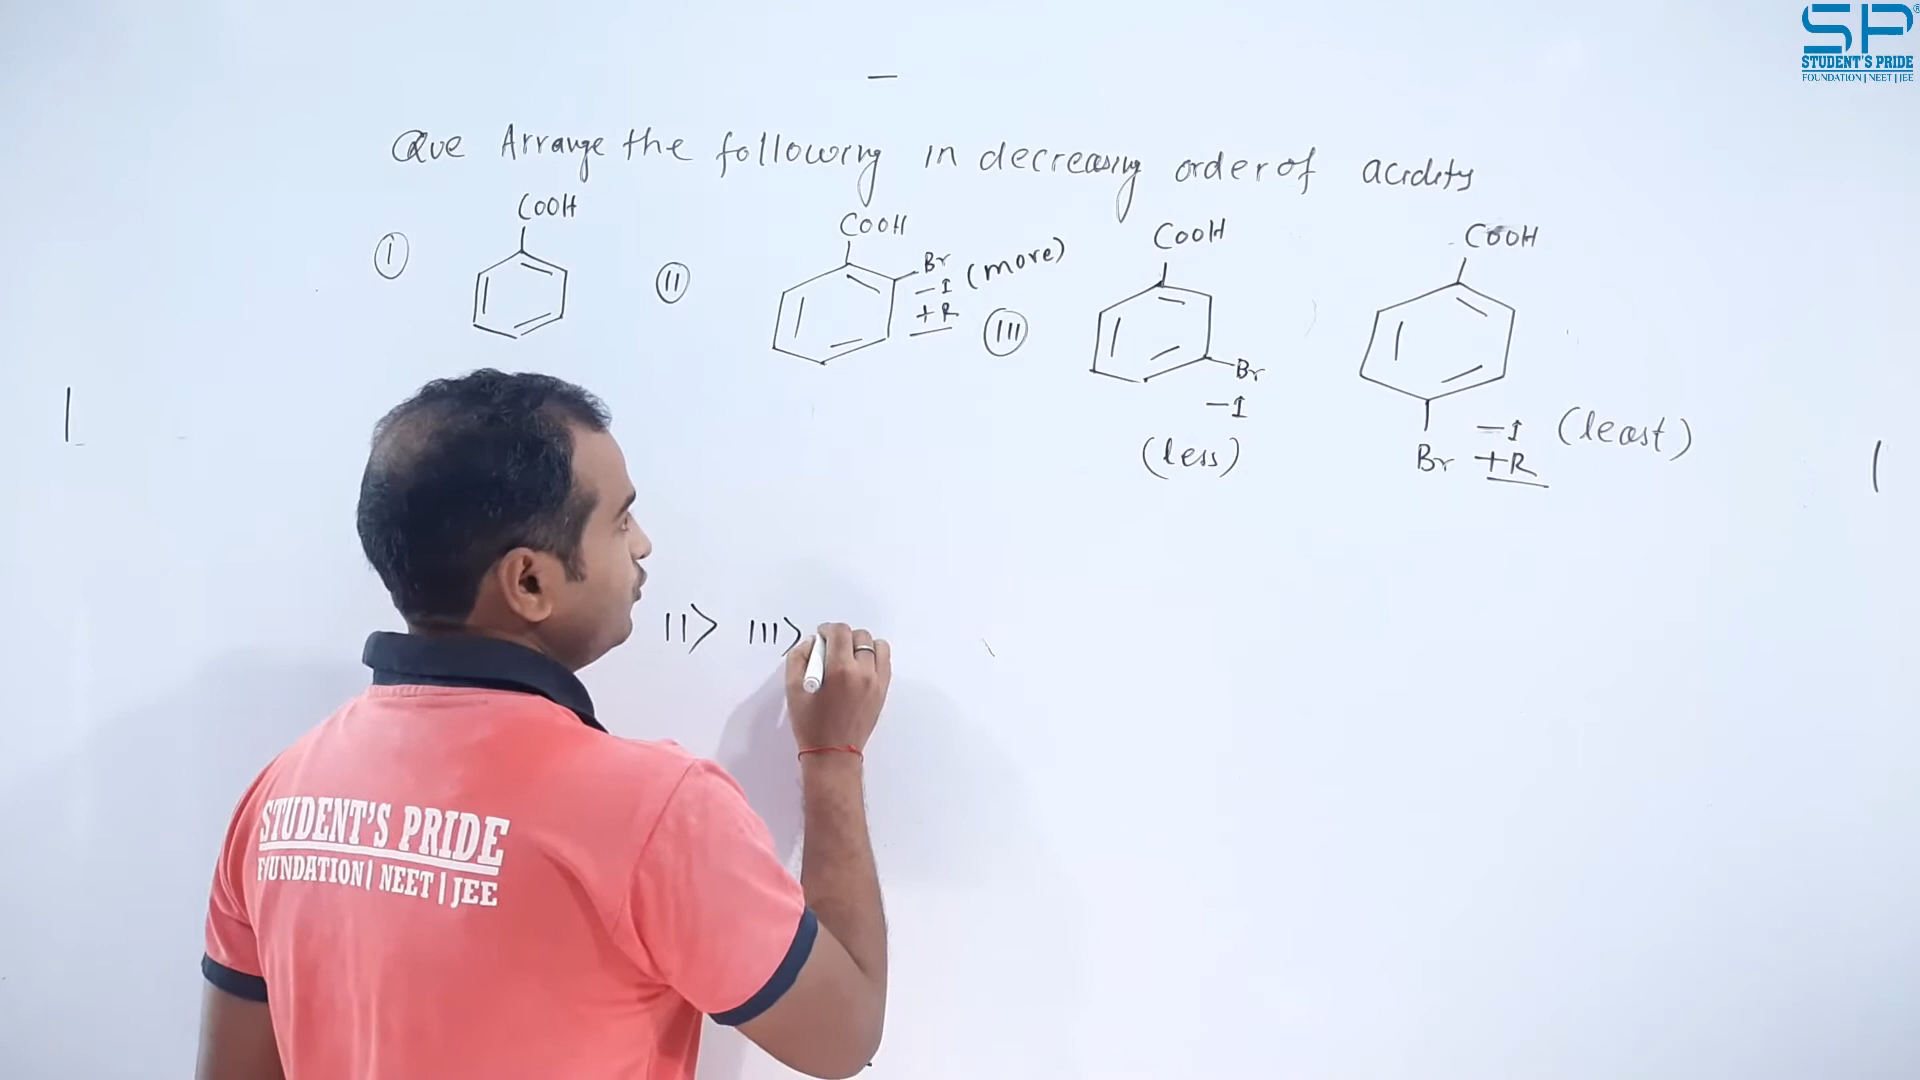 SP®
STUDENT'S PRIDE
FOUNDATION | NEET | JEE
Que Arrange the following in decreasing order of acidity
I
COOH
II
COOH
Br
-I (more)
+R
III
COOH
Br
-I
(less)
COOH
Br
-I (least)
+R
II> III>
STUDENT'S PRIDE
FOUNDATION | NEET | JEE